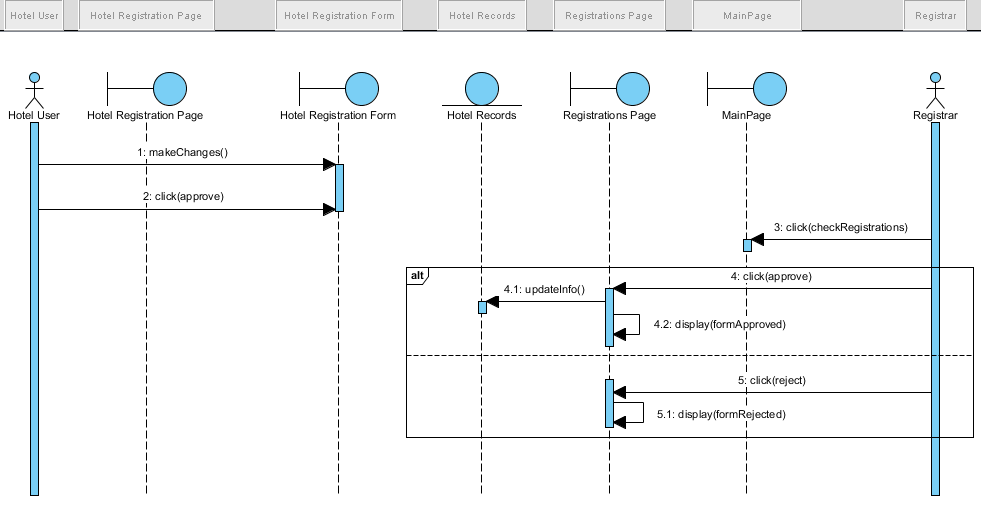 Hotel User
Hotel Registration Page
Hotel Registration Form
Hotel Records
Registrations Page
MainPage
Registrar
Hotel User
Hotel Registration Page
Hotel Registration Form
Hotel Records
Registrations Page
MainPage
Registrar
1: makeChanges()
2: click(approve)
3: click(checkRegistrations)
alt
4: click(approve)
4.1: updateInfo()
4.2: display(formApproved)
5: click(reject)
5.1: display(formRejected)